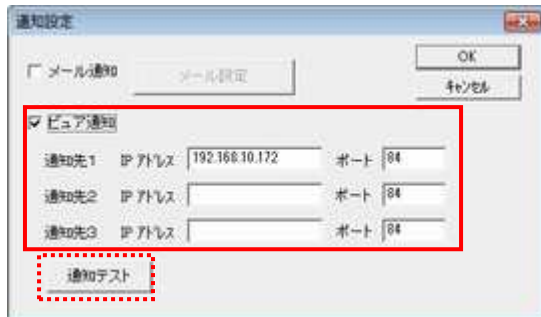 通知設定
メール通知 メール設定 OK
キャンセル
ピュア通知
通知先1 IP アドレス 192.168.10.172 ポート 84
通知先2 IP アドレス ポート 84
通知先3 IP アドレス ポート 84
通知テスト